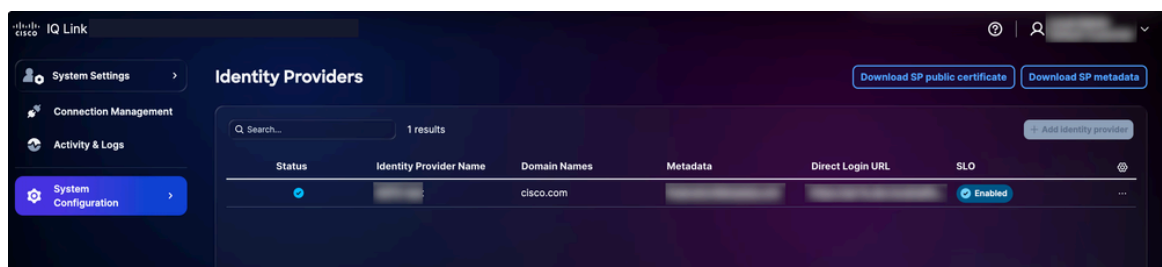 cisco IQ Link
System Settings
Identity Providers
Download SP public certificate
Download SP metadata
Connection Management
Search...
1 results
+ Add identity provider
Activity & Logs
Status
Identity Provider Name
Domain Names
Metadata
Direct Login URL
SLO
System
Configuration
cisco.com
Enabled